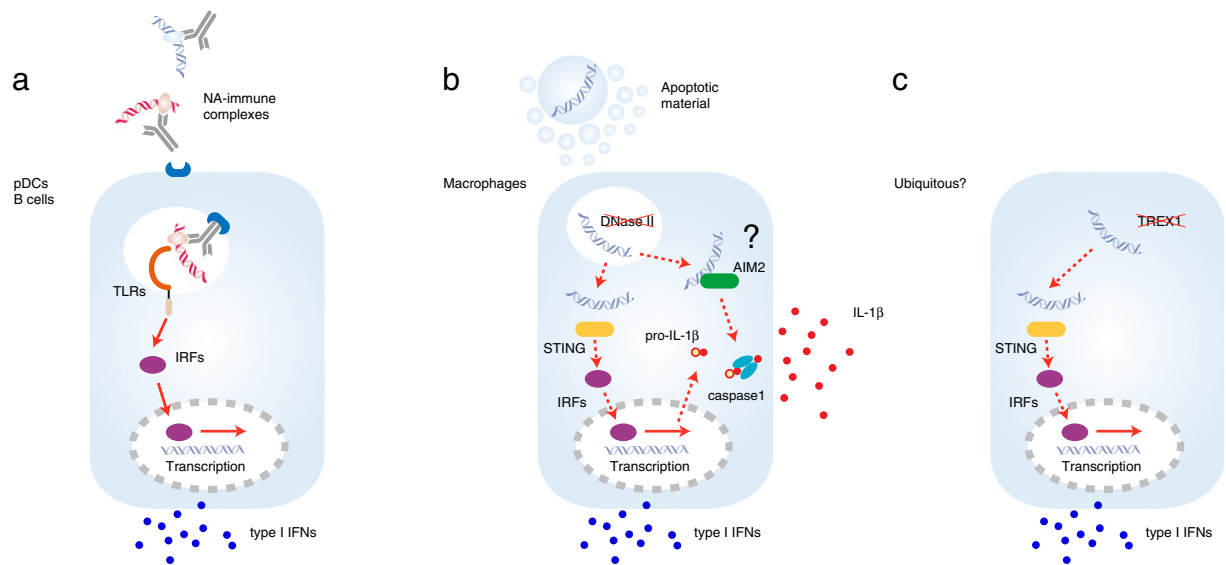 a
NA-immune
complexes
pDCs
B cells
TLRs
IRFs
Transcription
type I IFNs
b
Apoptotic
material
Macrophages
DNase II
?
AIM2
STING
pro-IL-1β
IL-1β
caspase1
IRFs
Transcription
type I IFNs
c
Ubiquitous?
TREX1
STING
IRFs
Transcription
type I IFNs